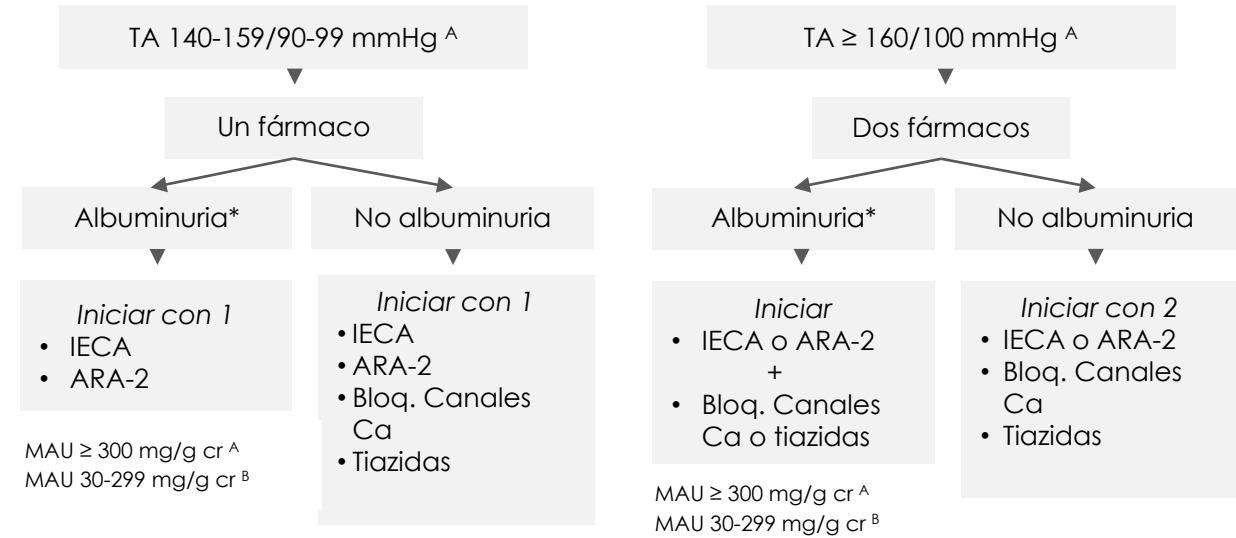 TA 140-159/90-99 mmHg A
Un fármaco
Albuminuria*
No albuminuria
Iniciar con 1
• IECA
• ARA-2
MAU ≥ 300 mg/g cr A
MAU 30-299 mg/g cr B
Iniciar con 1
• IECA
• ARA-2
• Bloq. Canales
Ca
• Tiazidas
TA ≥ 160/100 mmHg A
Dos fármacos
Albuminuria*
No albuminuria
Iniciar
• IECA o ARA-2
+
• Bloq. Canales
Ca o tiazidas
MAU ≥ 300 mg/g cr A
MAU 30-299 mg/g cr B
Iniciar con 2
• IECA o ARA-2
• Bloq. Canales
Ca
• Tiazidas